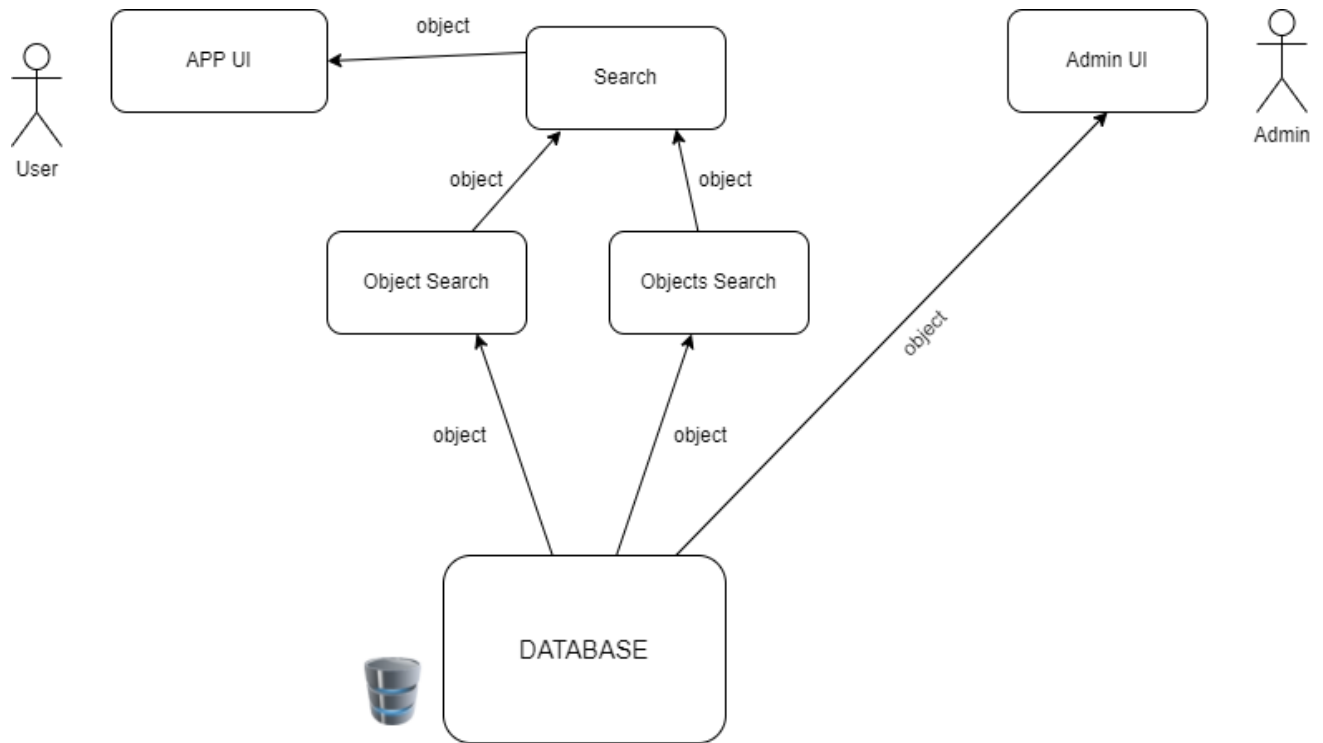 object
APP UI
Search
Admin UI
User
Admin
object
object
Object Search
Objects Search
object
object
object
DATABASE